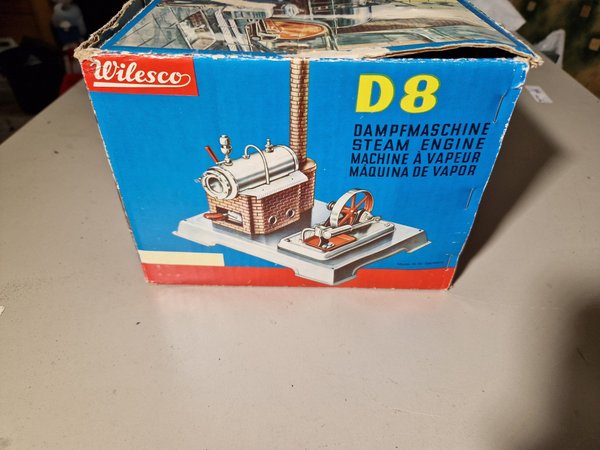 Wilesco
D8
DAMPFMASCHINE
STEAM ENGINE
MACHINE À VAPEUR
MÁQUINA DE VAPOR